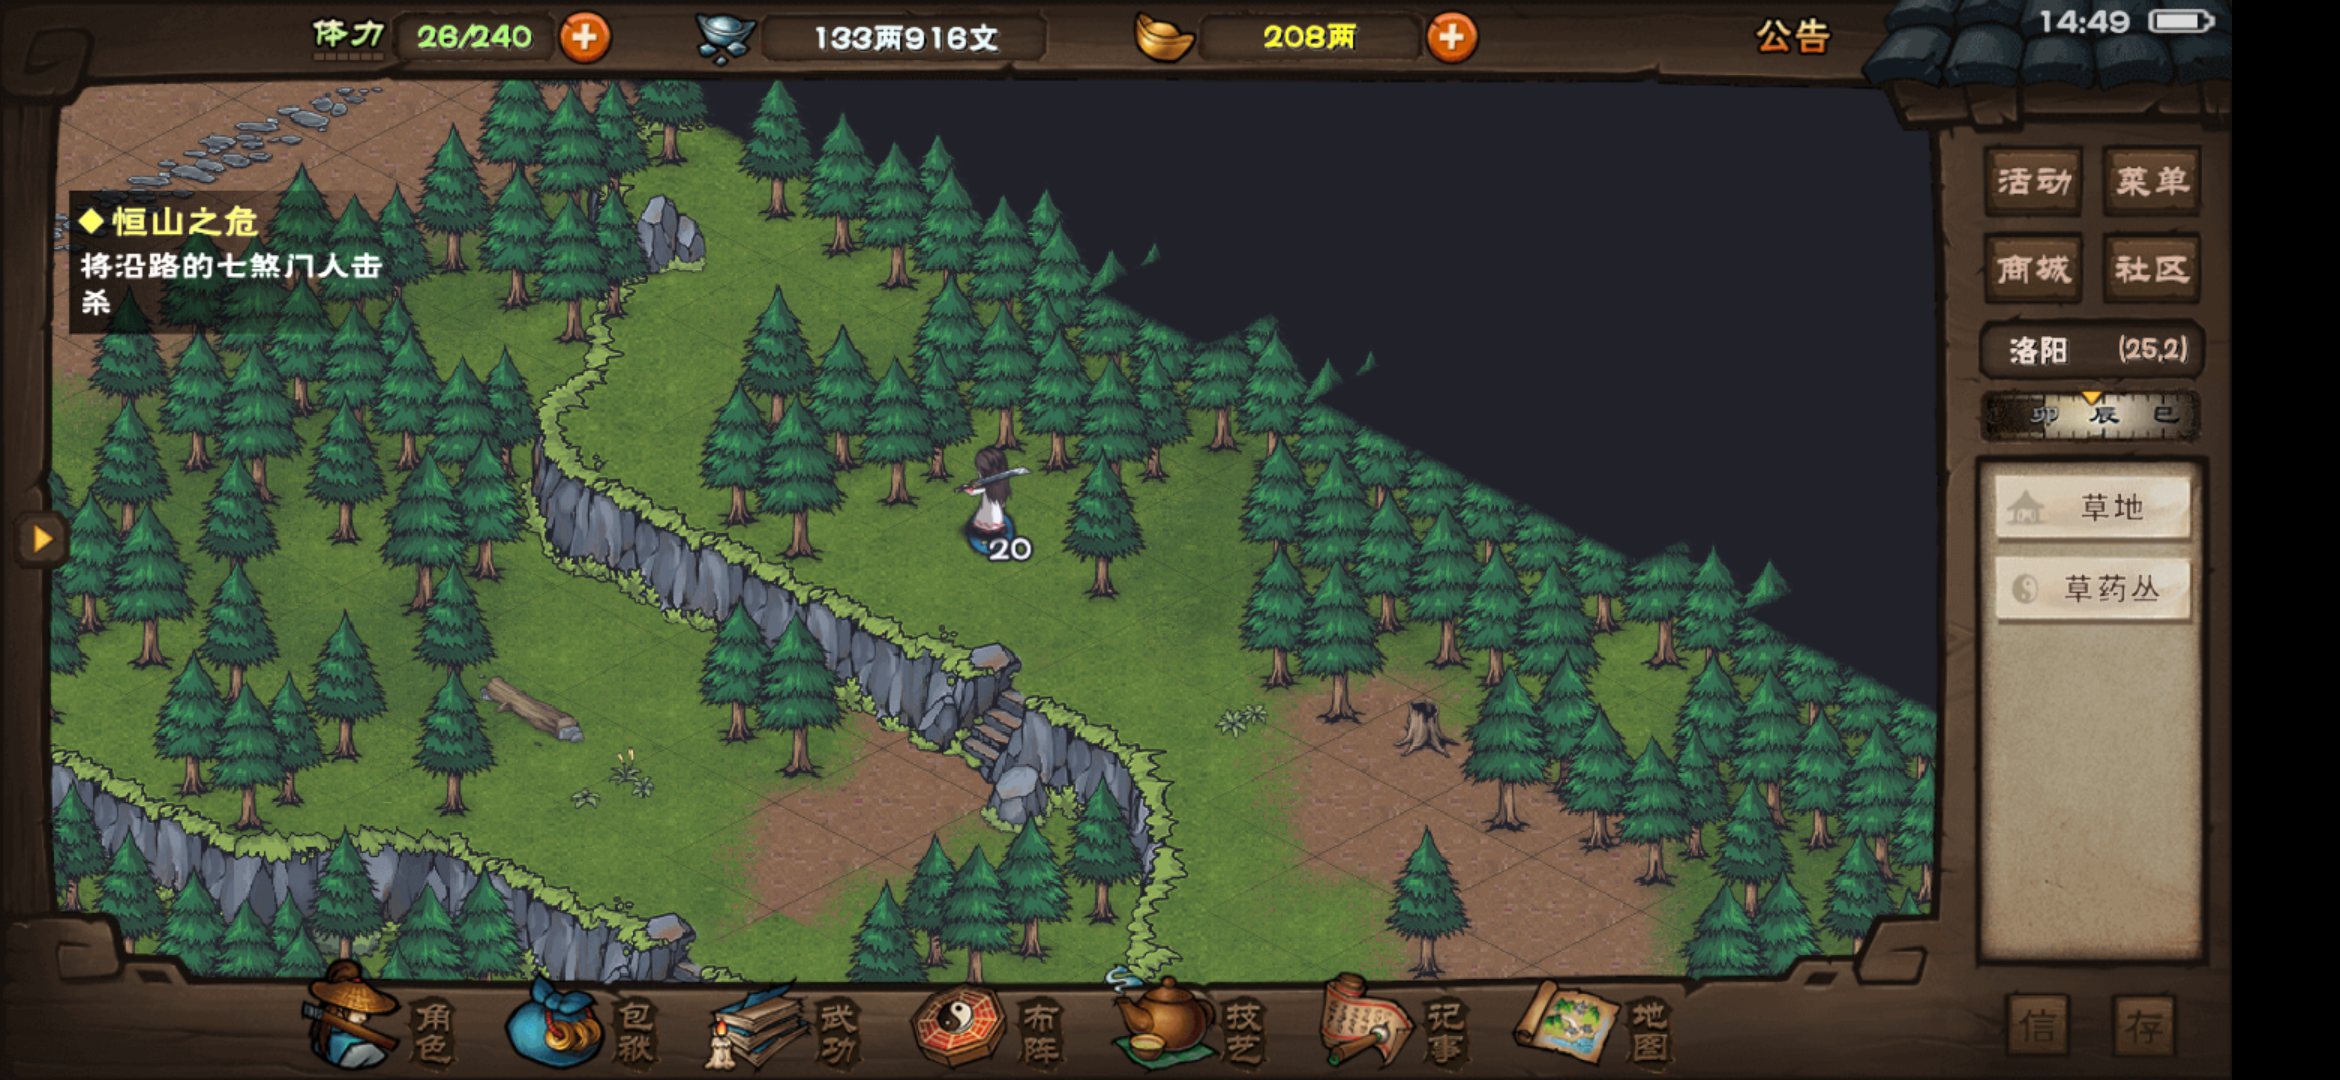 体力 26/240 133两916文 208两 公告 14:49
◆恒山之危
将沿路的七煞门人击
杀
活动 菜单
商城 社区
洛阳 (25,2)
卯 辰 巳
草地
草药丛
20
角色 包袱 武功 布阵 技艺 记事 地图
信 存